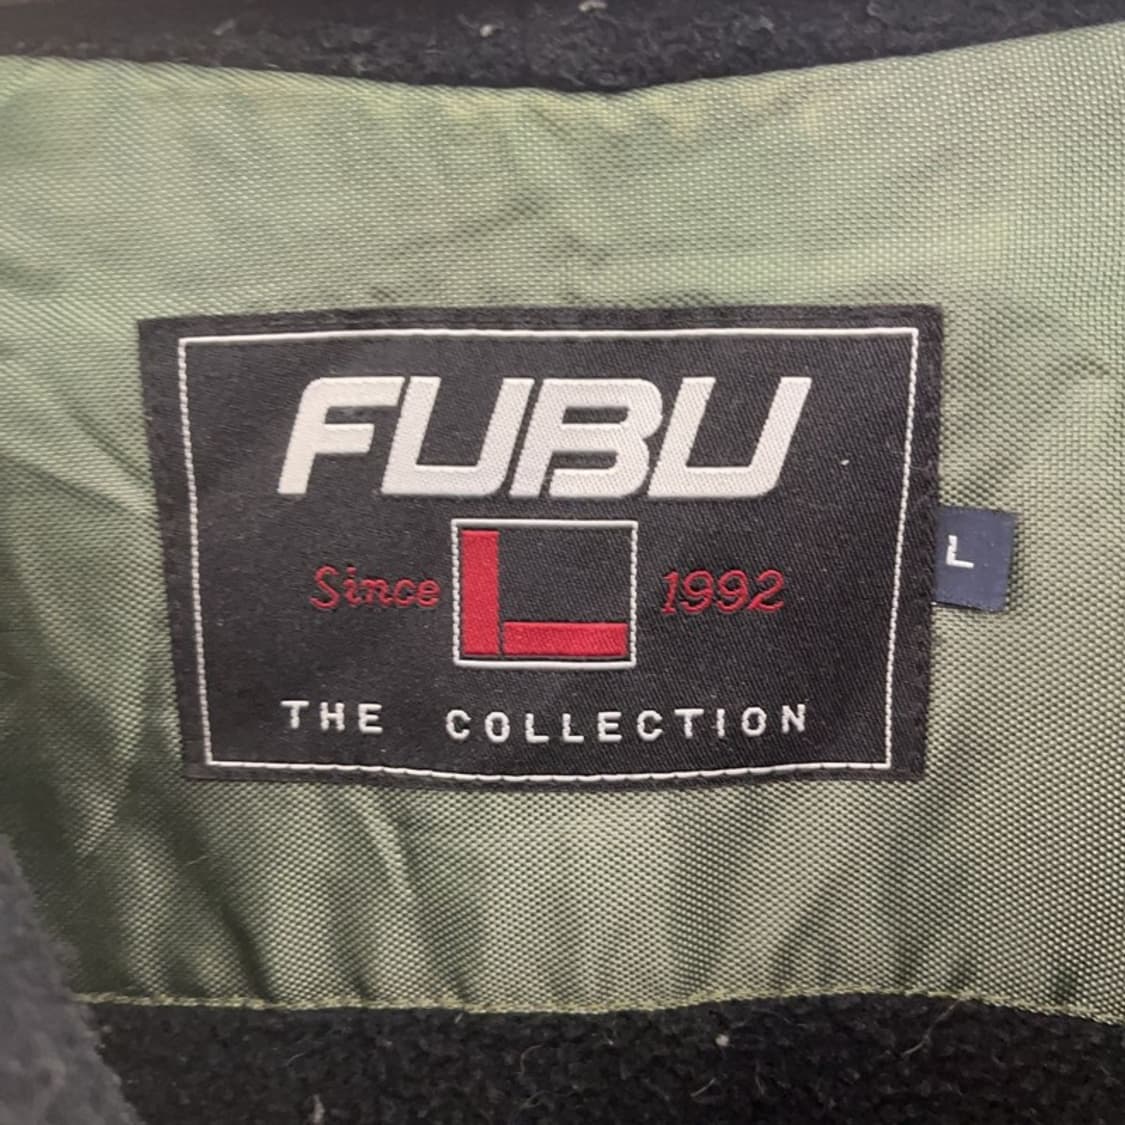 FUBU
Since 1992
THE COLLECTION
L